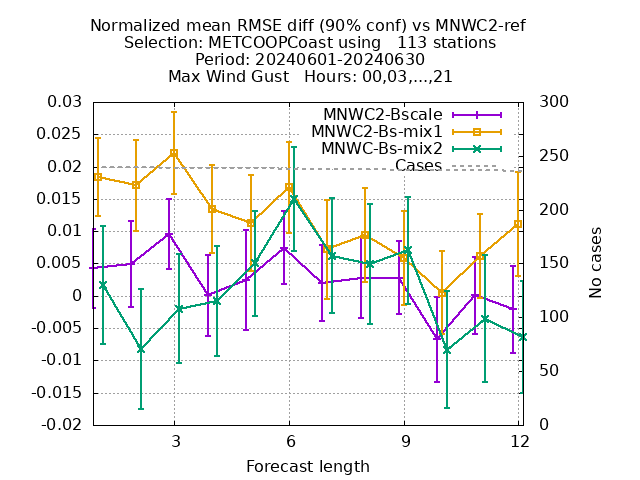 Normalized mean RMSE diff (90% conf) vs MNWC2-ref
Selection: METCOOPCoast using   113 stations
Period: 20240601-20240630
Max Wind Gust   Hours: 00,03,...,21
MNWC2-Bscale
MNWC2-Bs-mix1
MNWC-Bs-mix2
Cases
0.03
0.025
0.02
0.015
0.01
0.005
0
-0.005
-0.01
-0.015
-0.02
300
250
200
150
100
50
0
No cases
3
6
9
12
Forecast length